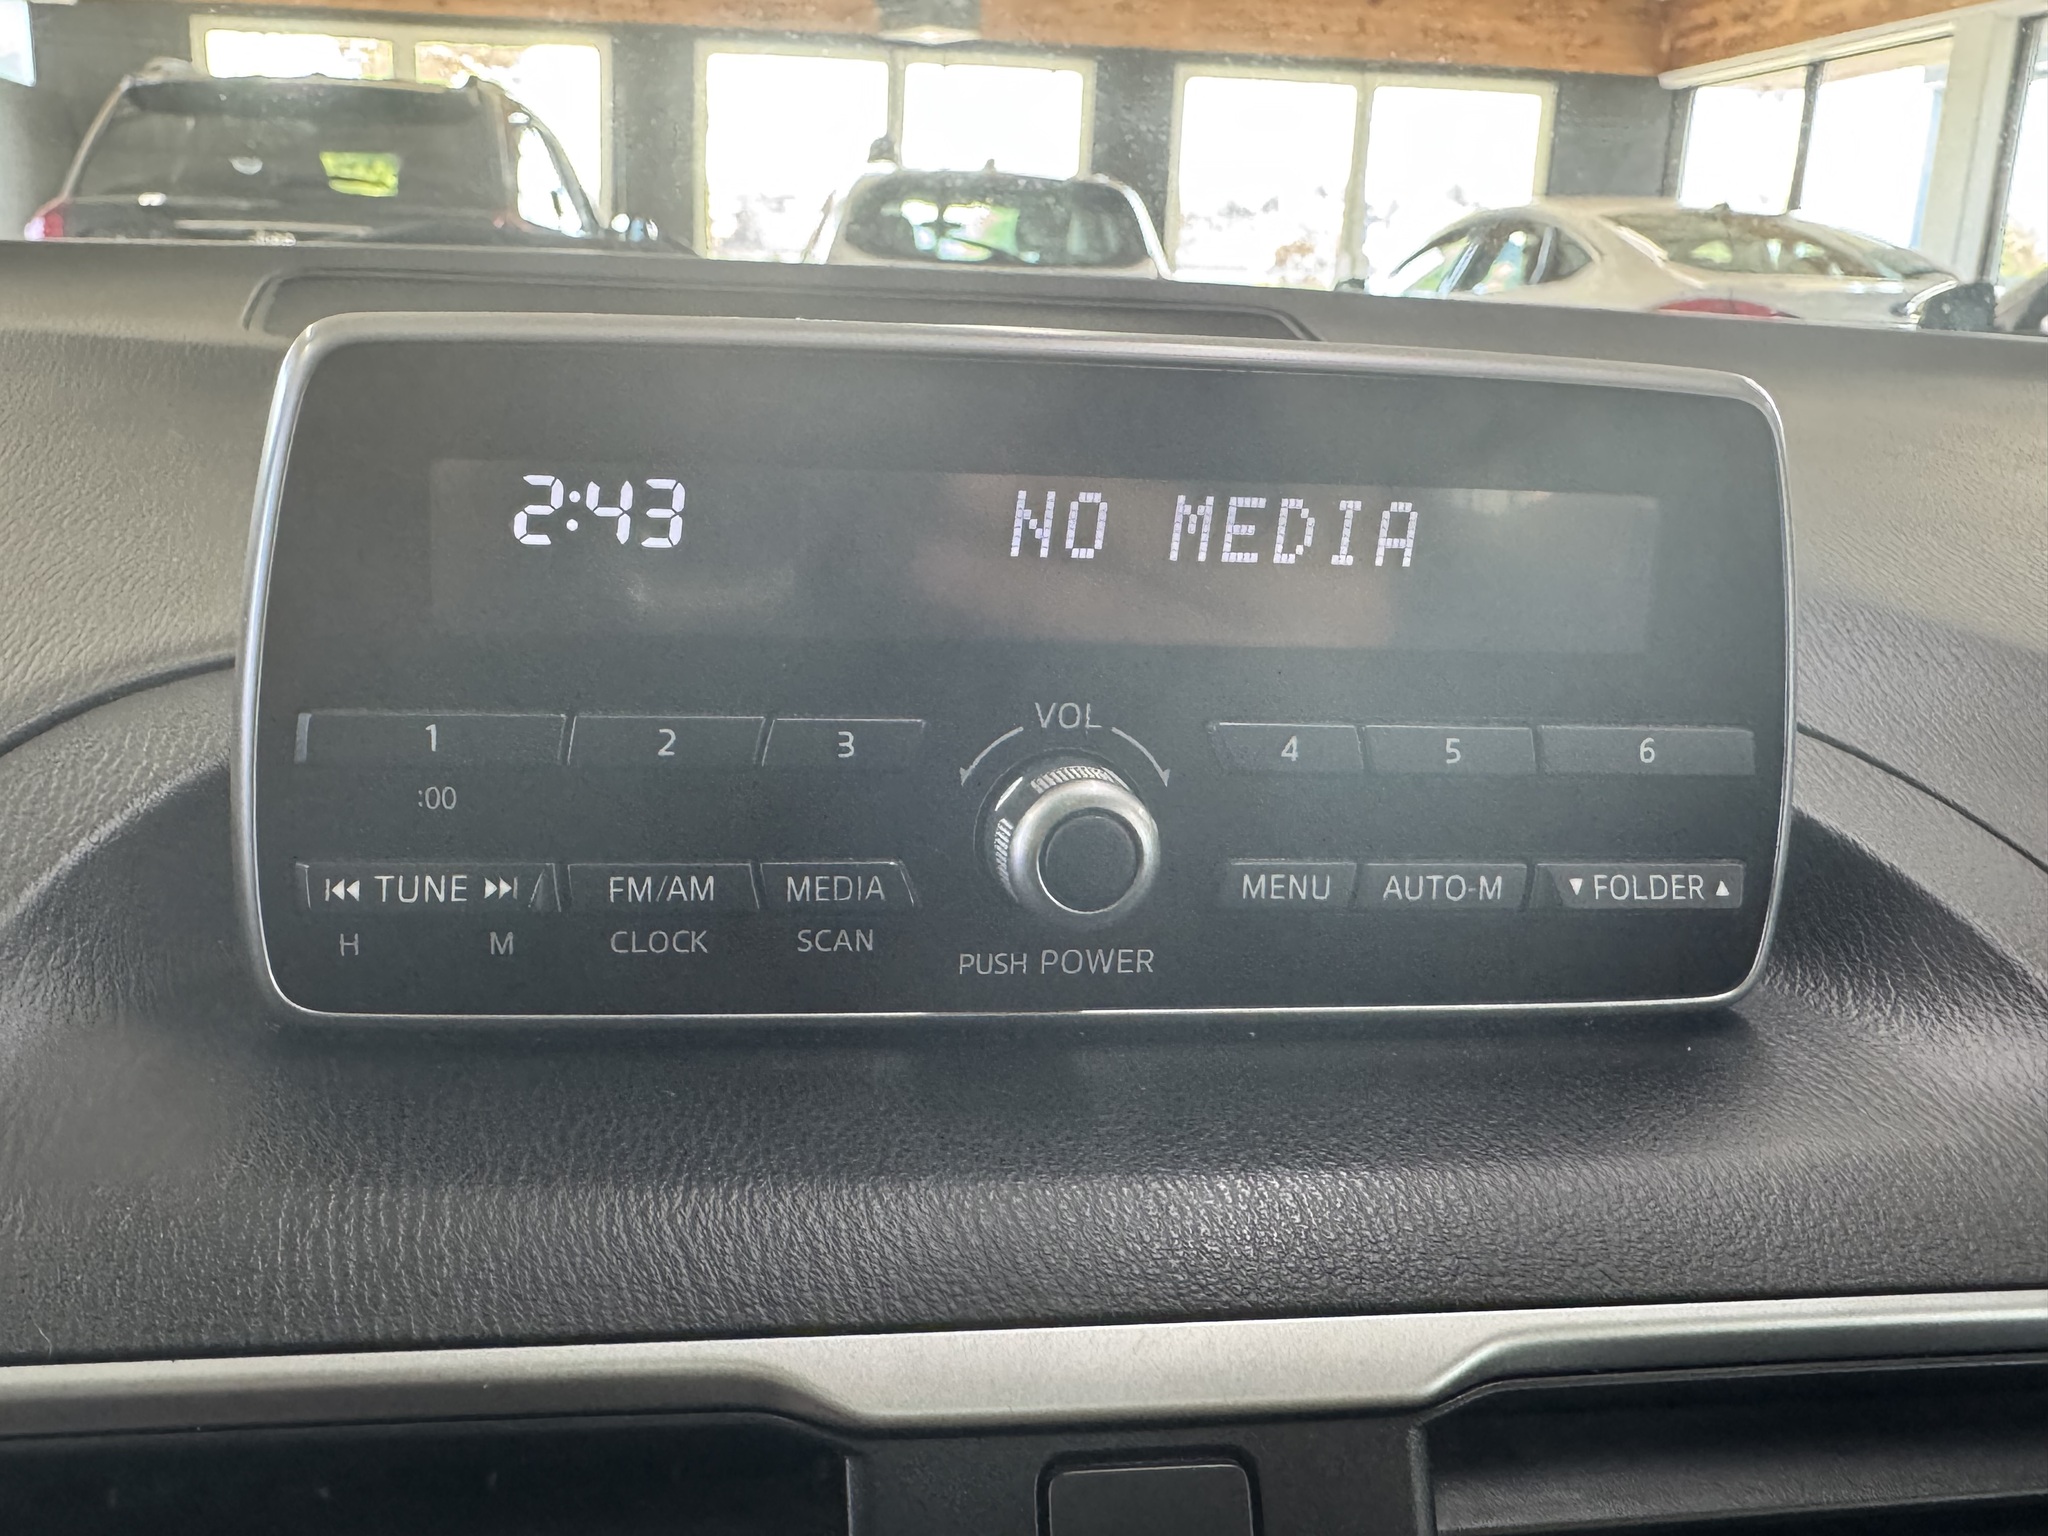 2:43 NO MEDIA
VOL
1 2 3 4 5 6
:00
⏮ TUNE ⏭ FM/AM MEDIA MENU AUTO-M ▼ FOLDER ▲
H M CLOCK SCAN
PUSH POWER